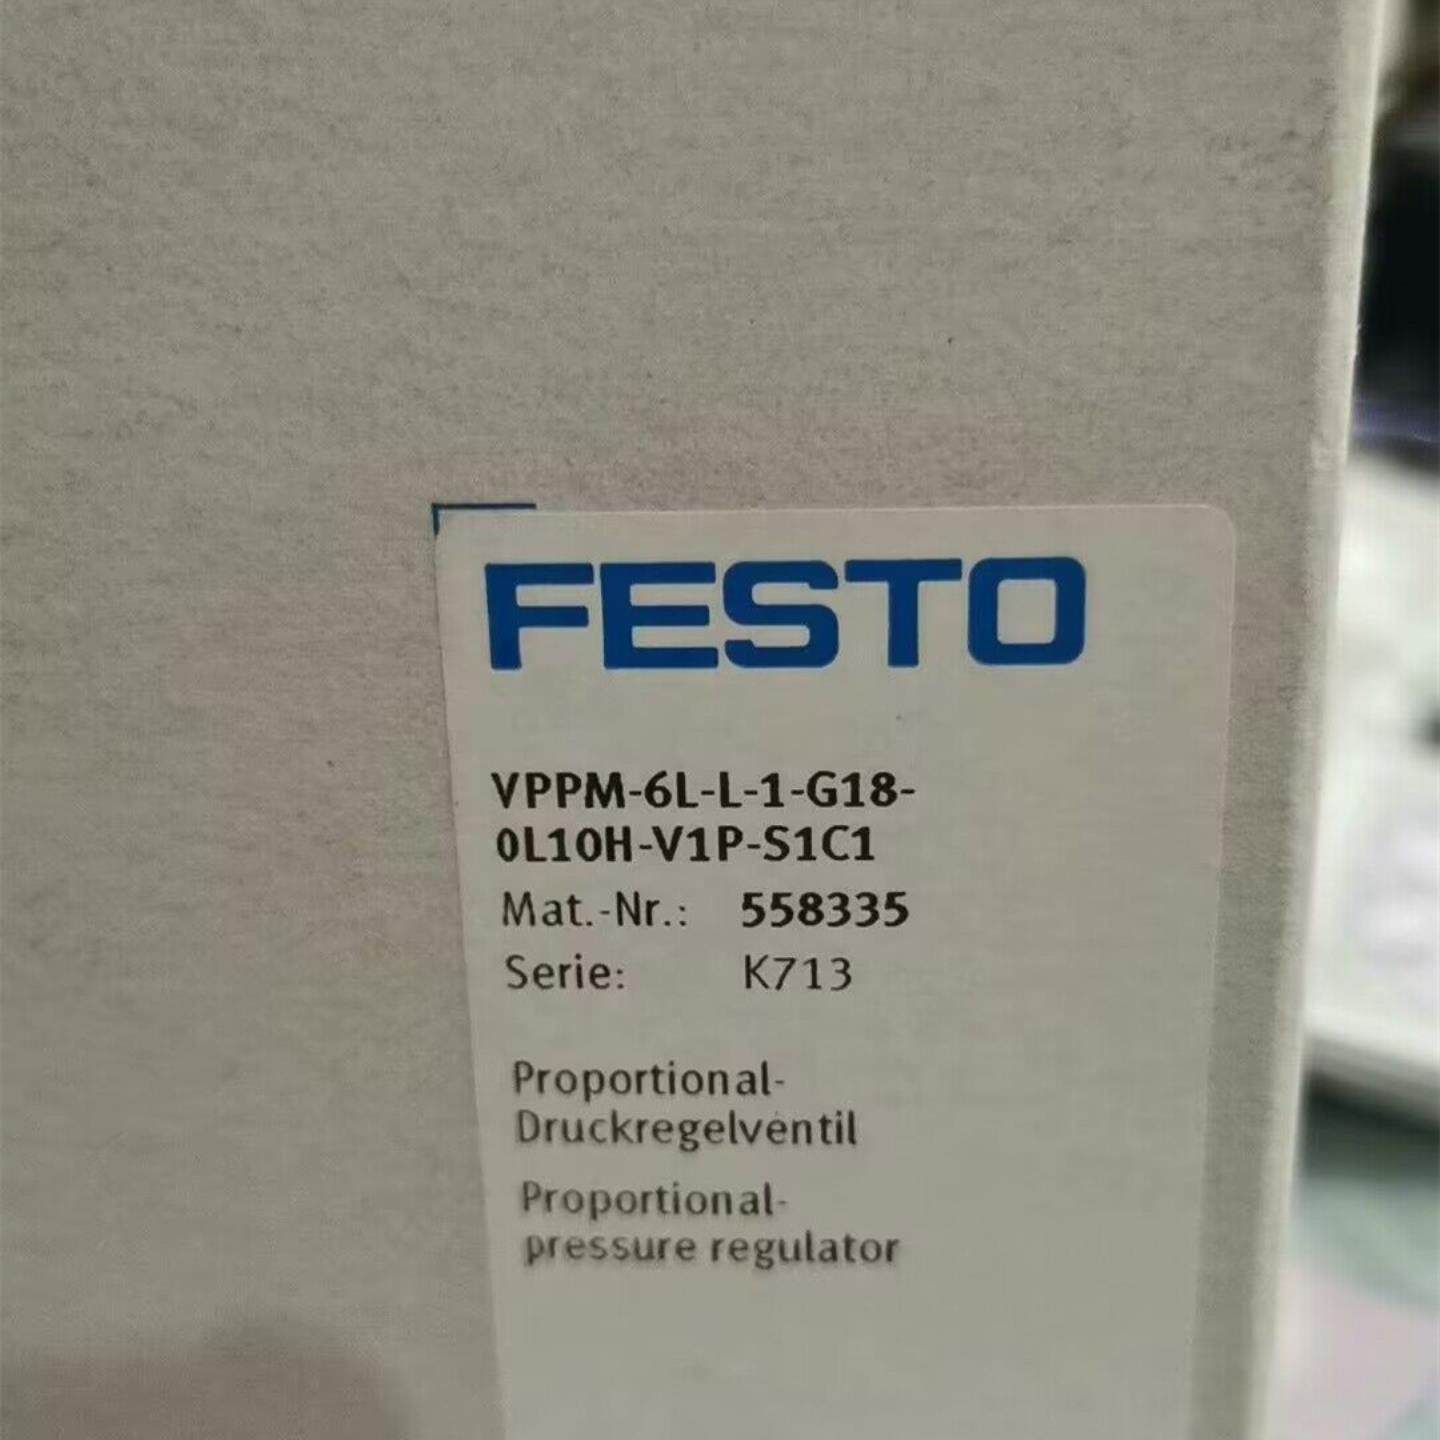 FESTO
VPPM-6L-L-1-G18-
0L10H-V1P-S1C1
Mat.-Nr.: 558335
Serie: K713
Proportional-
Druckregelventil
Proportional-
pressure regulator